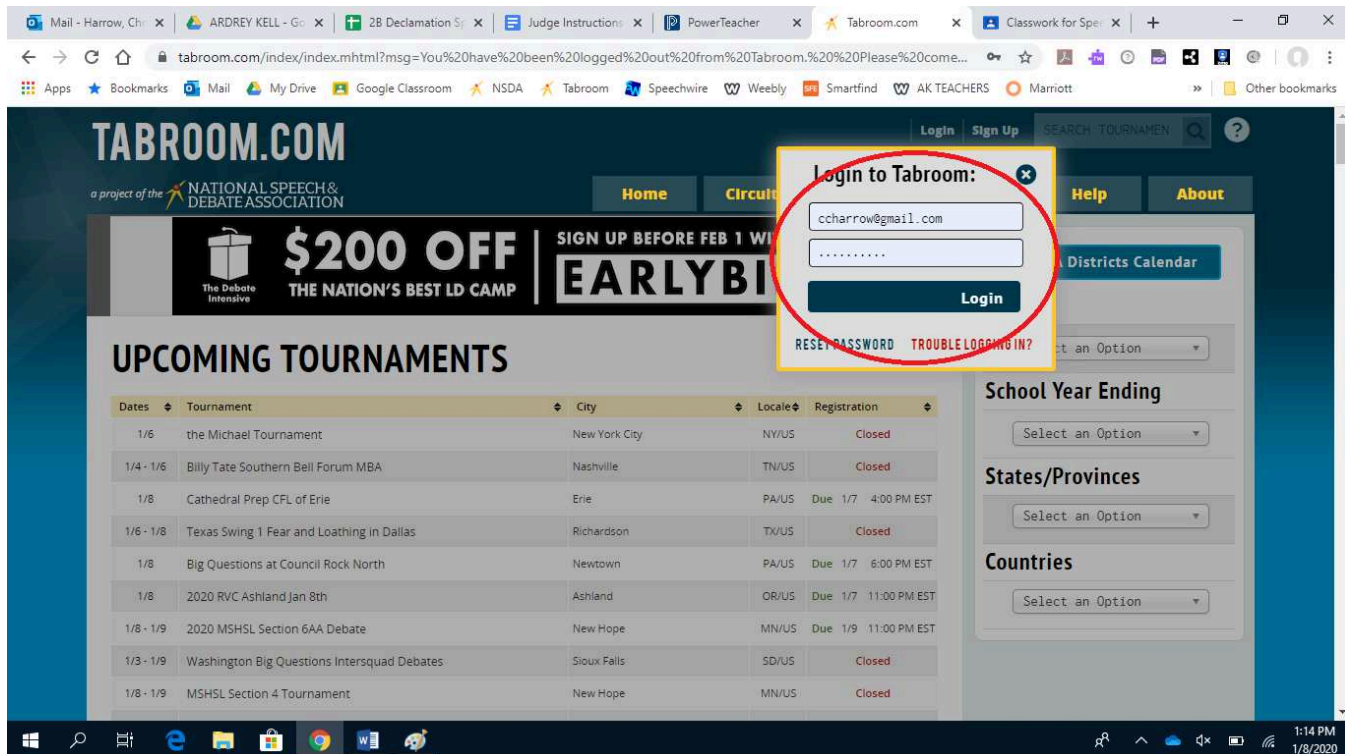 Mail - Harrow, Chr
ARDREY KELL - Go
2B Declamation Sp
Judge Instructions
PowerTeacher
Tabroom.com
Classwork for Spe
tabroom.com/index/index.mhtml?msg=You%20have%20been%20logged%20out%20from%20Tabroom.%20%20Please%20come...
Apps Bookmarks Mail My Drive Google Classroom NSDA Tabroom Speechwire Weebly Smartfind AK TEACHERS Marriott » Other bookmarks
TABROOM.COM
Login Sign Up SEARCH TOURNAMEN
a project of the NATIONAL SPEECH & DEBATE ASSOCIATION
Home Circuit Help About
Login to Tabroom:
ccharrow@gmail.com
..........
Login
RESET PASSWORD TROUBLE LOGGING IN?
The Debate Intensive
$200 OFF
THE NATION'S BEST LD CAMP
SIGN UP BEFORE FEB 1 WI
EARLYBI
Districts Calendar
UPCOMING TOURNAMENTS
Dates Tournament City Locale Registration
1/6 the Michael Tournament New York City NY/US Closed
1/4 - 1/6 Billy Tate Southern Bell Forum MBA Nashville TN/US Closed
1/8 Cathedral Prep CFL of Erie Erie PA/US Due 1/7 4:00 PM EST
1/6 - 1/8 Texas Swing 1 Fear and Loathing in Dallas Richardson TX/US Closed
1/8 Big Questions at Council Rock North Newtown PA/US Due 1/7 6:00 PM EST
1/8 2020 RVC Ashland Jan 8th Ashland OR/US Due 1/7 11:00 PM EST
1/8 - 1/9 2020 MSHSL Section 6AA Debate New Hope MN/US Due 1/9 11:00 PM EST
1/3 - 1/9 Washington Big Questions Intersquad Debates Sioux Falls SD/US Closed
1/8 - 1/9 MSHSL Section 4 Tournament New Hope MN/US Closed
ct an Option
School Year Ending
Select an Option
States/Provinces
Select an Option
Countries
Select an Option
1:14 PM
1/8/2020